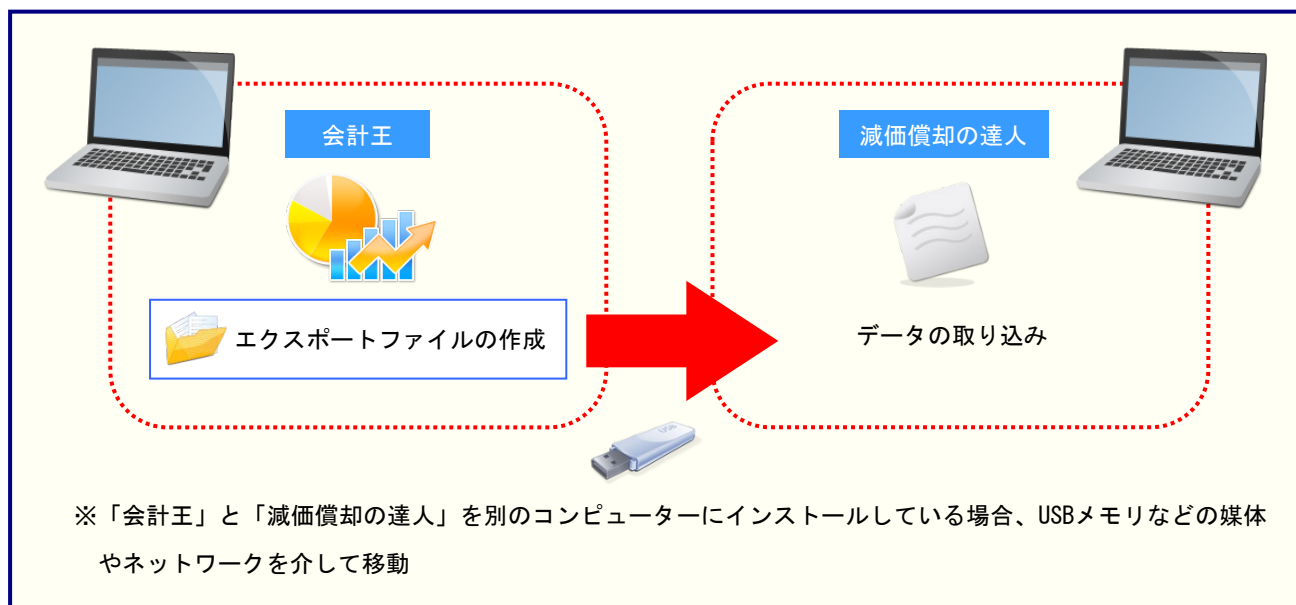 会計王
減価償却の達人
エクスポートファイルの作成
データの取り込み
USB
※「会計王」と「減価償却の達人」を別のコンピューターにインストールしている場合、USBメモリなどの媒体
やネットワークを介して移動